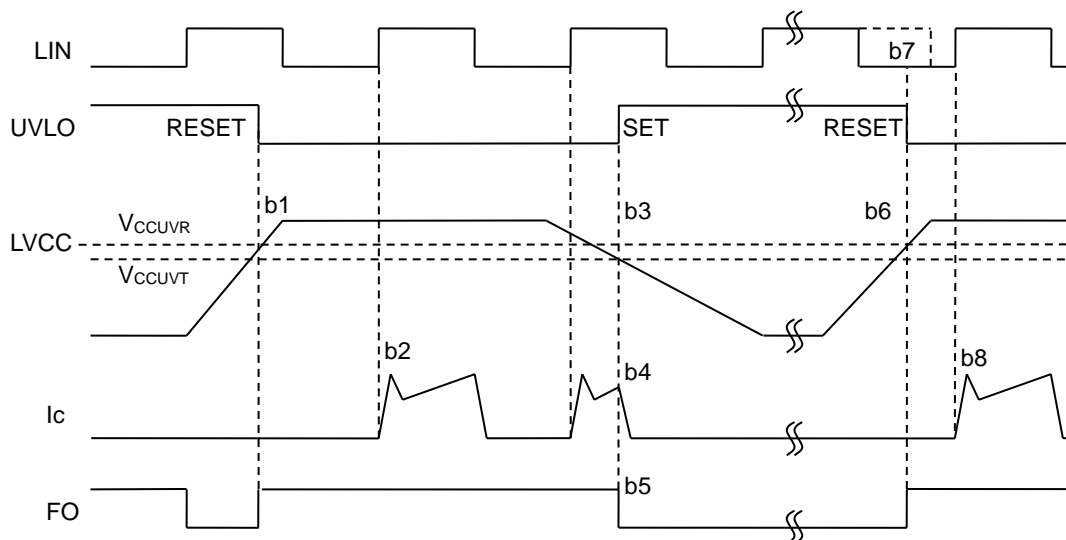 LIN
b7
UVLO
RESET
SET
RESET
b1
b3
b6
VCCUVR
LVCC
VCCUVT
b2
b4
b8
Ic
b5
FO